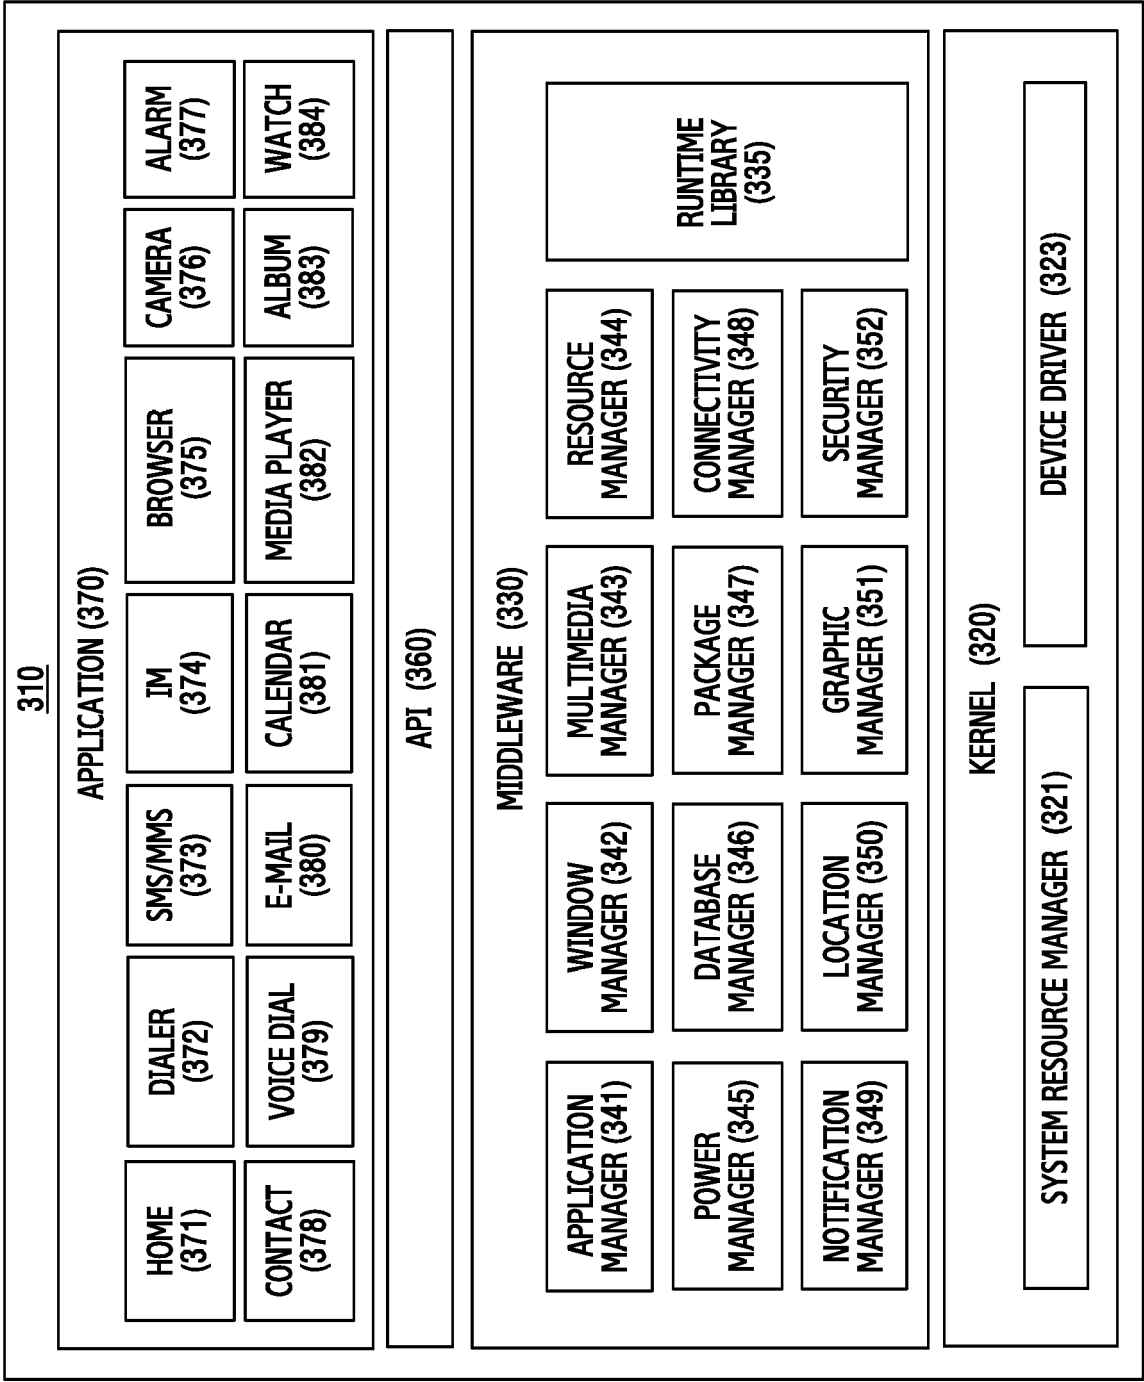 310
APPLICATION (370)
HOME
(371)
DIALER
(372)
SMS/MMS
(373)
IM
(374)
BROWSER
(375)
CAMERA
(376)
ALARM
(377)
CONTACT
(378)
VOICE DIAL
(379)
E-MAIL
(380)
CALENDAR
(381)
MEDIA PLAYER
(382)
ALBUM
(383)
WATCH
(384)
API (360)
MIDDLEWARE (330)
APPLICATION
MANAGER (341)
WINDOW
MANAGER (342)
MULTIMEDIA
MANAGER (343)
RESOURCE
MANAGER (344)
POWER
MANAGER (345)
DATABASE
MANAGER (346)
PACKAGE
MANAGER (347)
CONNECTIVITY
MANAGER (348)
NOTIFICATION
MANAGER (349)
LOCATION
MANAGER (350)
GRAPHIC
MANAGER (351)
SECURITY
MANAGER (352)
RUNTIME
LIBRARY
(335)
KERNEL (320)
SYSTEM RESOURCE MANAGER (321)
DEVICE DRIVER (323)